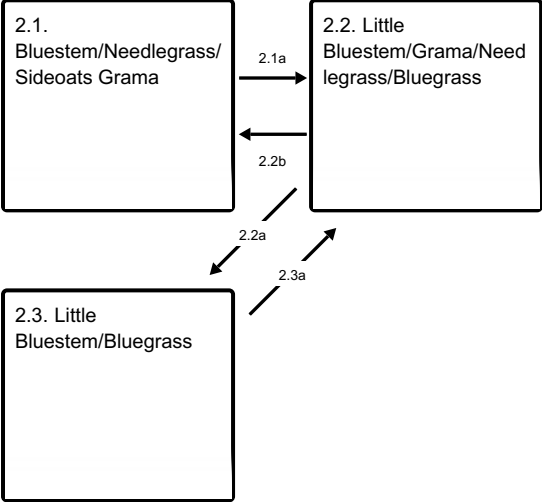 2.1.
Bluestem/Needlegrass/
Sideoats Grama
2.1a
2.2. Little
Bluestem/Grama/Need
legrass/Bluegrass
2.2b
2.2a
2.3a
2.3. Little
Bluestem/Bluegrass